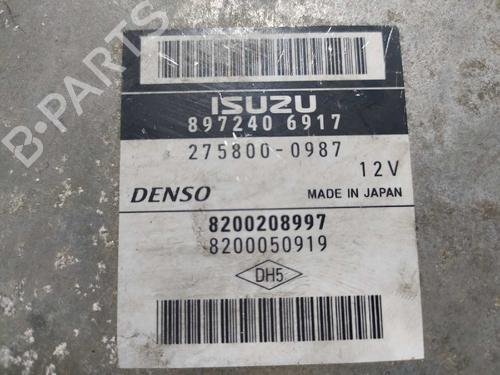 ISUZU
897240 6917
275800-0987
12V
DENSO
MADE IN JAPAN
8200208997
8200050919
DH5
B-PARTS